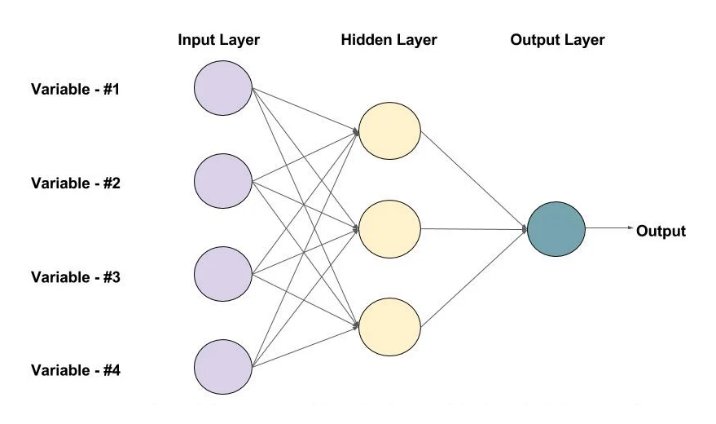 Input Layer
Hidden Layer
Output Layer
Variable - #1
Variable - #2
Variable - #3
Variable - #4
Output